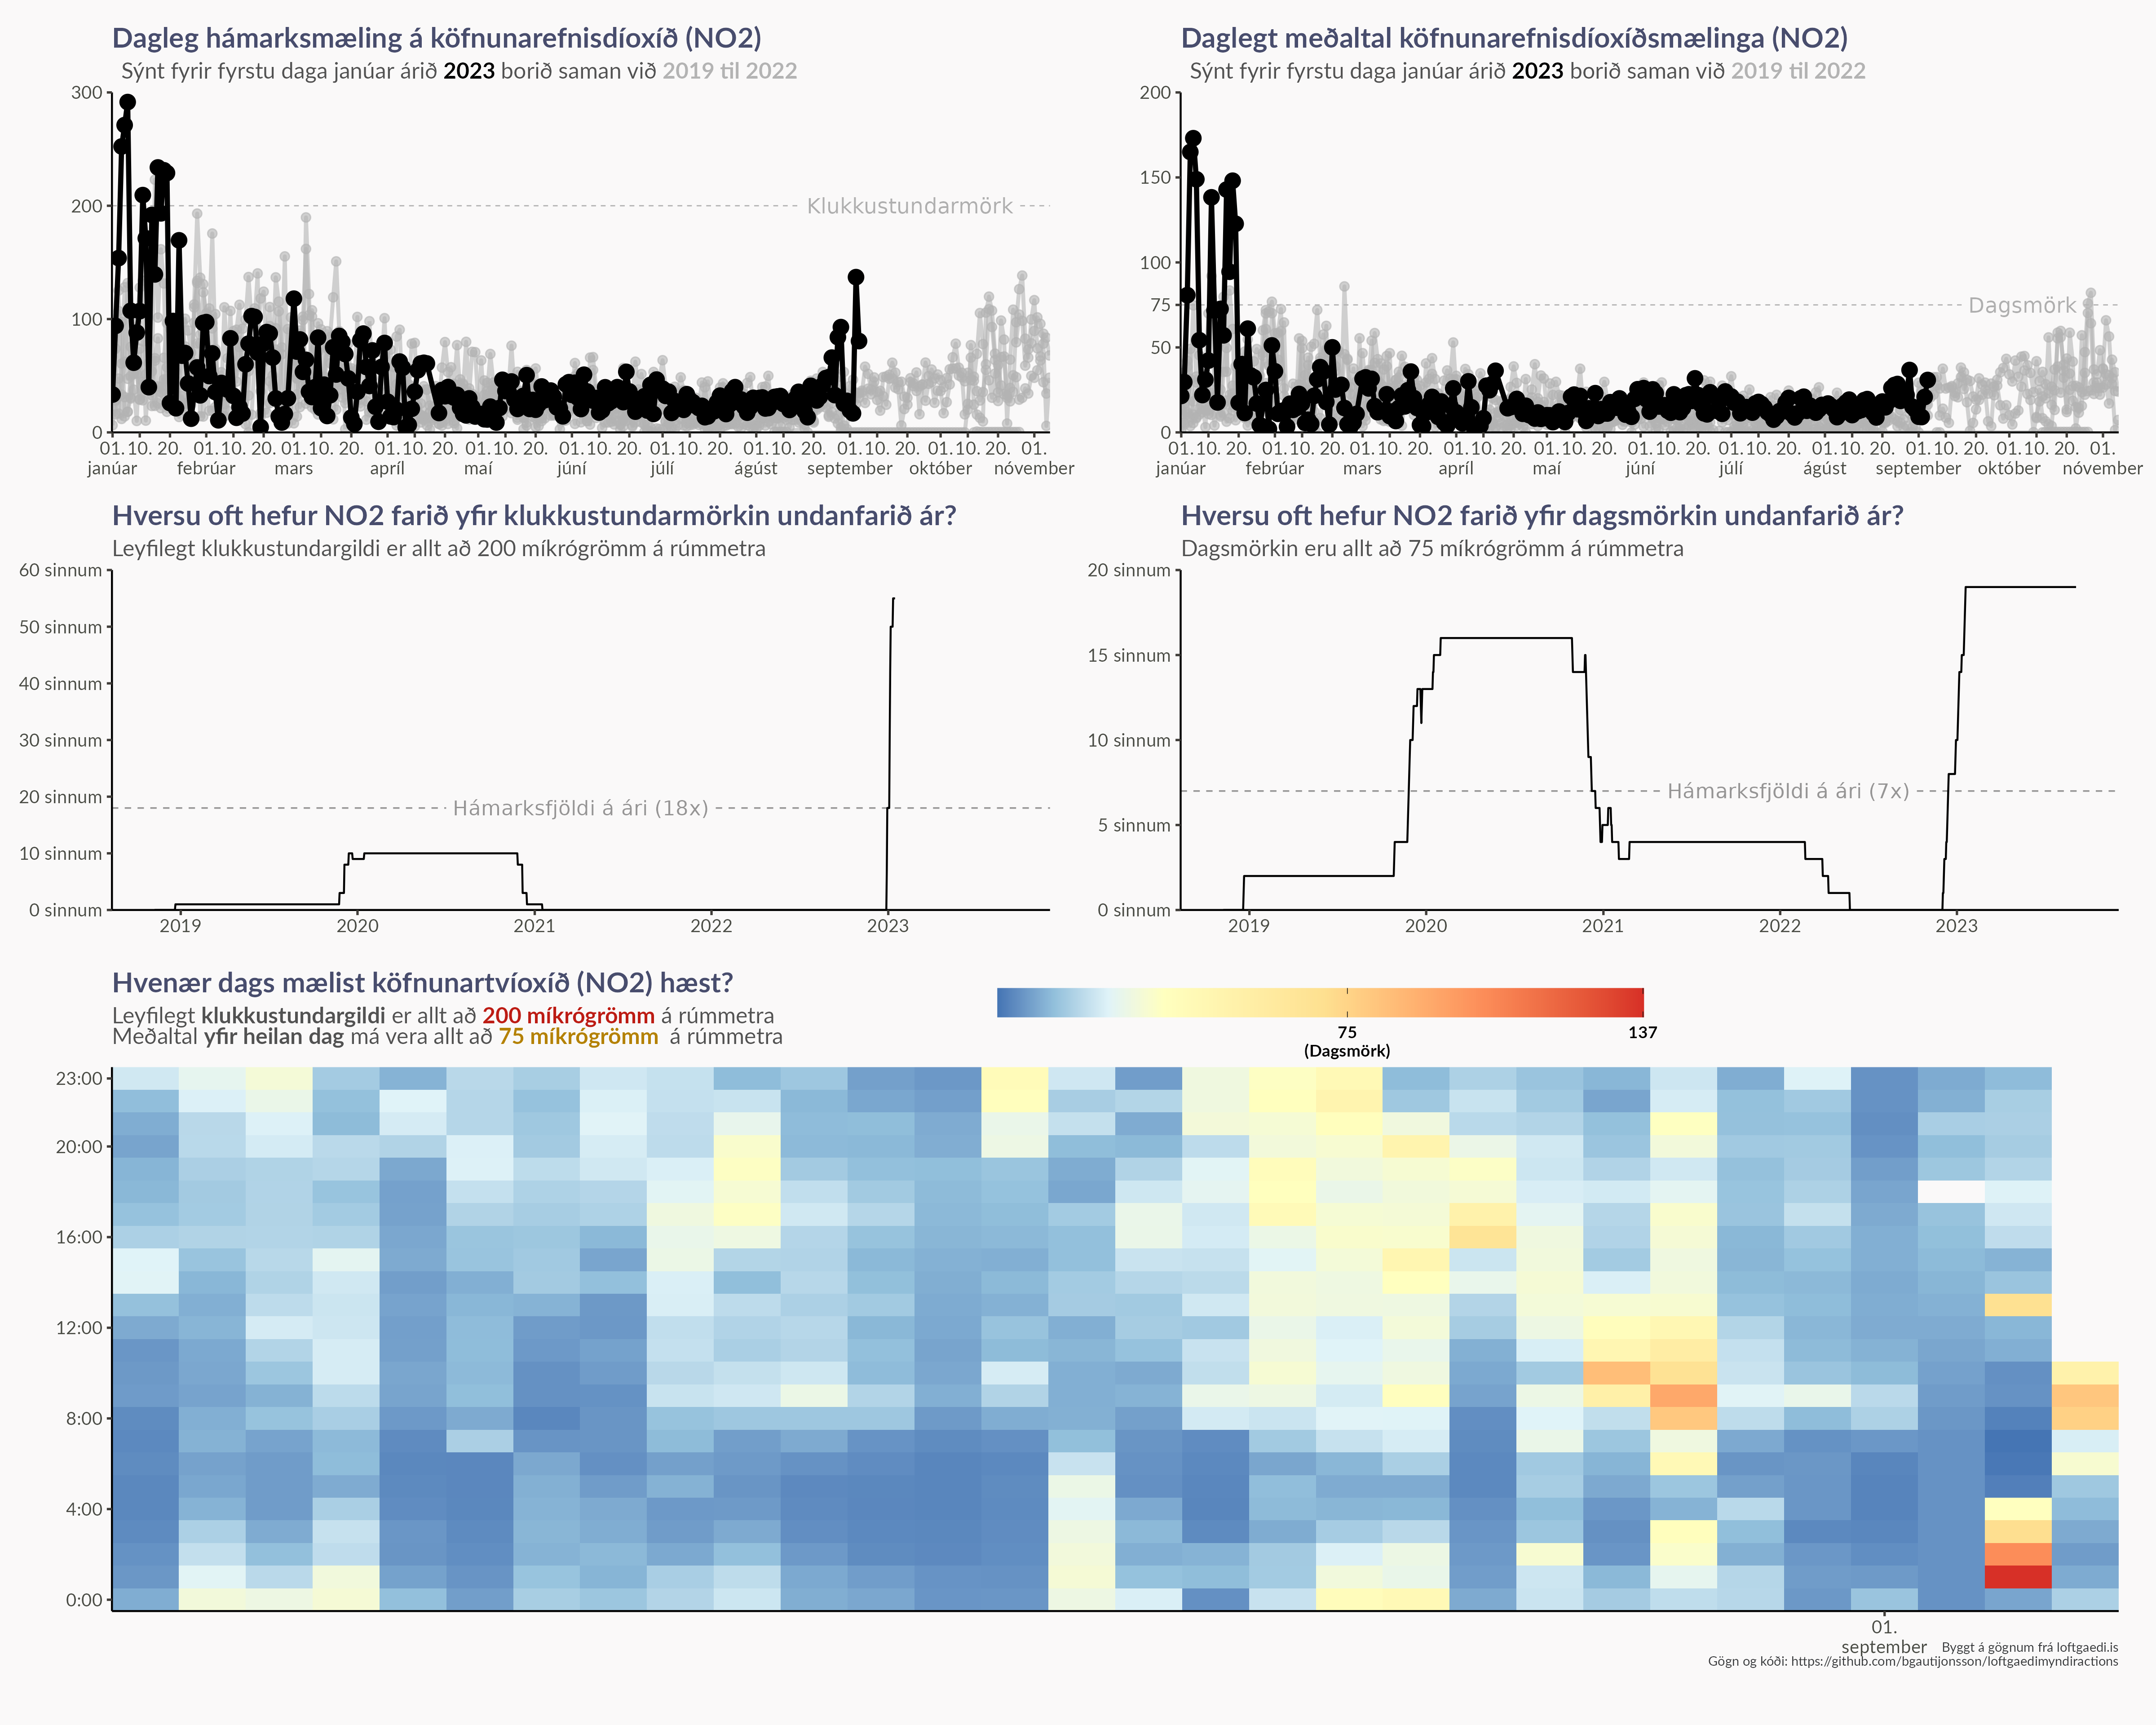 Dagleg hámarksmæling á köfnunarefnisdíoxíð (NO2)
Sýnt fyrir fyrstu daga janúar árið 2023 borið saman við 2019 til 2022
300
200
100
0
Klukkustundarmörk
01. 10. 20. 01. 10. 20. 01. 10. 20. 01. 10. 20. 01. 10. 20. 01. 10. 20. 01. 10. 20. 01. 10. 20. 01. 10. 20. 01. 10. 20. 01.
janúar febrúar mars apríl maí júní júlí ágúst september október nóvember
Daglegt meðaltal köfnunarefnisdíoxíðsmælinga (NO2)
Sýnt fyrir fyrstu daga janúar árið 2023 borið saman við 2019 til 2022
200
150
100
75
50
0
Dagsmörk
01. 10. 20. 01. 10. 20. 01. 10. 20. 01. 10. 20. 01. 10. 20. 01. 10. 20. 01. 10. 20. 01. 10. 20. 01. 10. 20. 01. 10. 20. 01.
janúar febrúar mars apríl maí júní júlí ágúst september október nóvember
Hversu oft hefur NO2 farið yfir klukkustundarmörkin undanfarið ár?
Leyfilegt klukkustundargildi er allt að 200 míkrógrömm á rúmmetra
60 sinnum
50 sinnum
40 sinnum
30 sinnum
20 sinnum
10 sinnum
0 sinnum
Hámarksfjöldi á ári (18x)
2019 2020 2021 2022 2023
Hversu oft hefur NO2 farið yfir dagsmörkin undanfarið ár?
Dagsmörkin eru allt að 75 míkrógrömm á rúmmetra
20 sinnum
15 sinnum
10 sinnum
5 sinnum
0 sinnum
Hámarksfjöldi á ári (7x)
2019 2020 2021 2022 2023
Hvenær dags mælist köfnunartvíoxíð (NO2) hæst?
Leyfilegt klukkustundargildi er allt að 200 míkrógrömm á rúmmetra
Meðaltal yfir heilan dag má vera allt að 75 míkrógrömm á rúmmetra
75 137
(Dagsmörk)
23:00
20:00
16:00
12:00
8:00
4:00
0:00
01.
september
Byggt á gögnum frá loftgaedi.is
Gögn og kóði: https://github.com/bgautijonsson/loftgaedimyndiractions